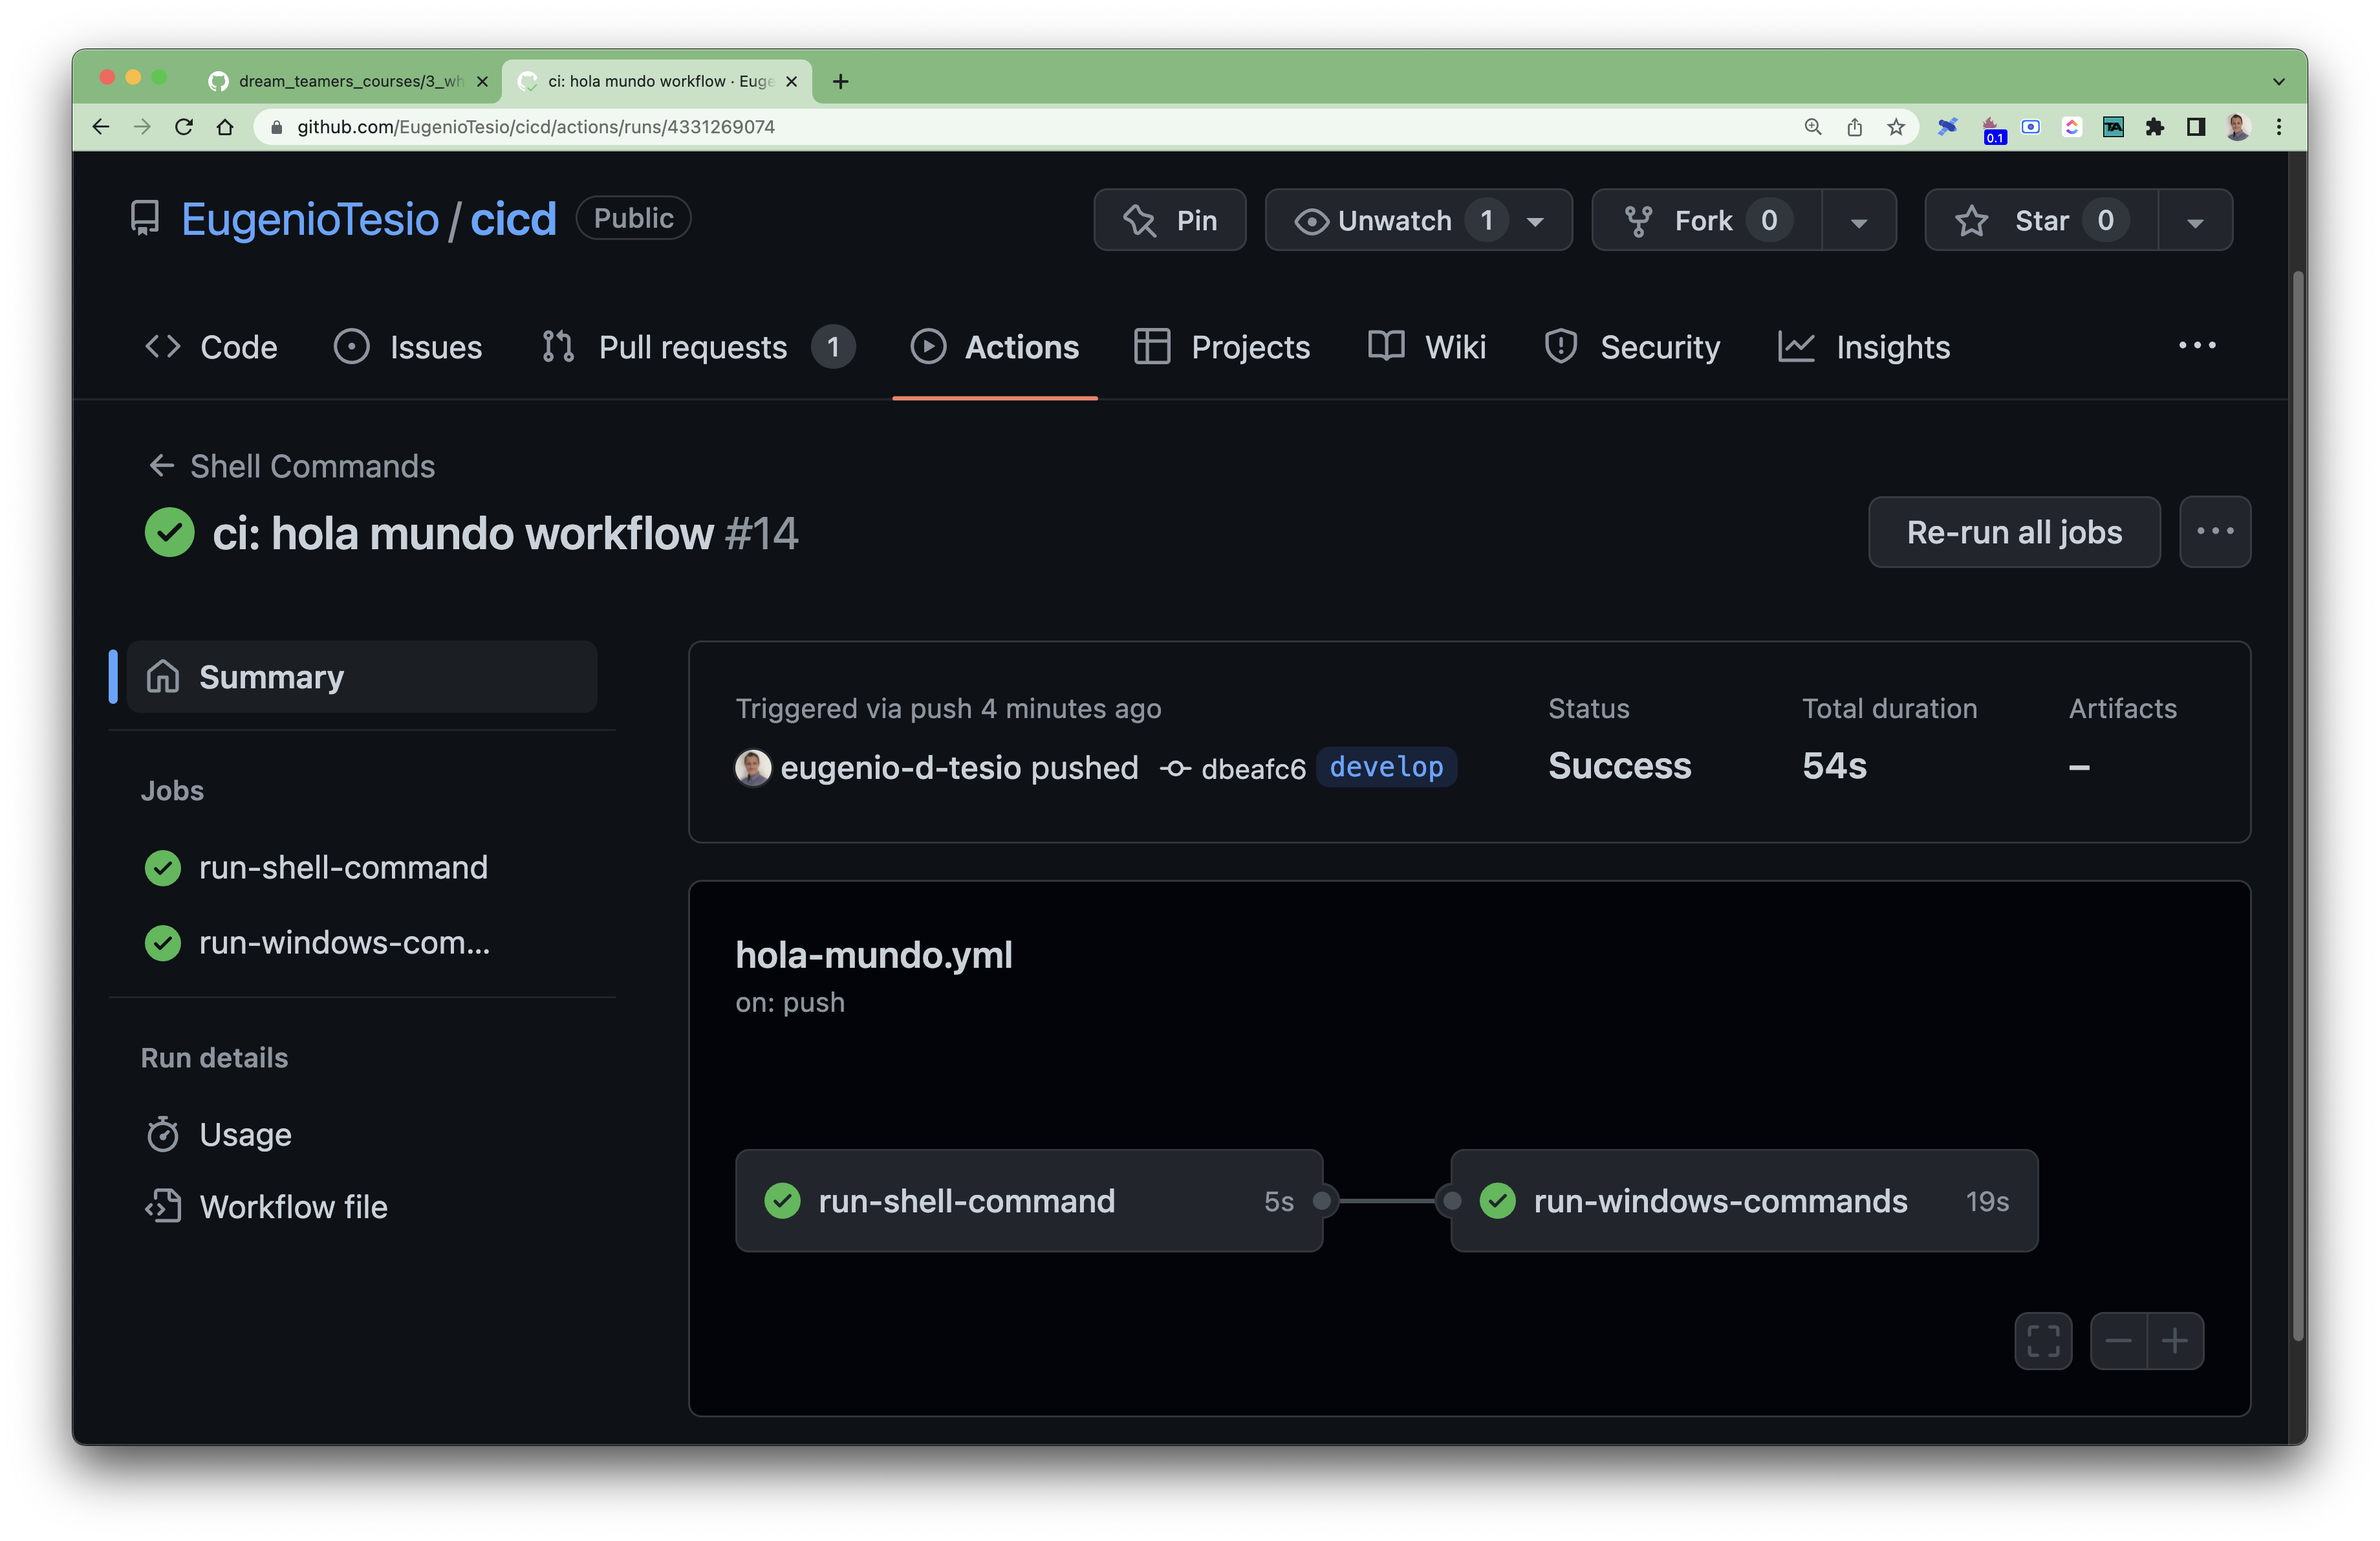 dream_teamers_courses/3_wh
ci: hola mundo workflow · Euge
github.com/EugenioTesio/cicd/actions/runs/4331269074
0.1
TA
EugenioTesio / cicd Public
Pin
Unwatch 1
Fork 0
Star 0
Code
Issues
Pull requests 1
Actions
Projects
Wiki
Security
Insights
Shell Commands
ci: hola mundo workflow #14
Re-run all jobs
Summary
Jobs
run-shell-command
run-windows-com...
Run details
Usage
Workflow file
Triggered via push 4 minutes ago
eugenio-d-tesio pushed dbeafc6 develop
Status
Success
Total duration
54s
Artifacts
–
hola-mundo.yml
on: push
run-shell-command 5s
run-windows-commands 19s